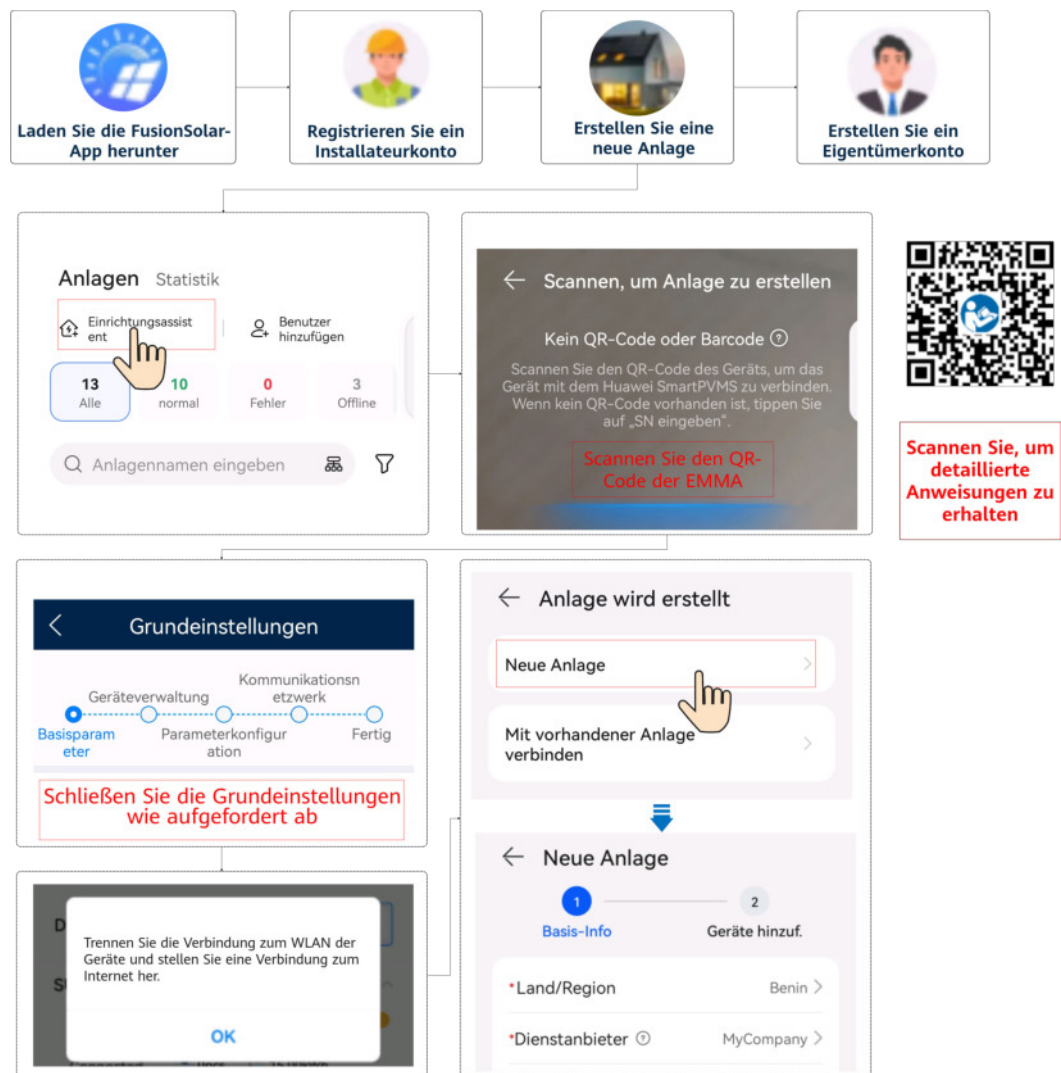 Laden Sie die FusionSolar-
App herunter
Registrieren Sie ein
Installateurkonto
Erstellen Sie eine
neue Anlage
Erstellen Sie ein
Eigentümerkonto
Anlagen Statistik
Einrichtungsassist
ent
Benutzer
hinzufügen
13
Alle
10
normal
0
Fehler
3
Offline
Anlagennamen eingeben
Scannen, um Anlage zu erstellen
Kein QR-Code oder Barcode
Scannen Sie den QR-Code des Geräts, um das
Gerät mit dem Huawei SmartPVMS zu verbinden.
Wenn kein QR-Code vorhanden ist, tippen Sie
auf „SN eingeben“.
Scannen Sie den QR-
Code der EMMA
Scannen Sie, um
detaillierte
Anweisungen zu
erhalten
Grundeinstellungen
Basisparam
eter
Geräteverwaltung
Parameterkonfigur
ation
Kommunikationsn
etzwerk
Fertig
Schließen Sie die Grundeinstellungen
wie aufgefordert ab
Trennen Sie die Verbindung zum WLAN der
Geräte und stellen Sie eine Verbindung zum
Internet her.
OK
Anlage wird erstellt
Neue Anlage
Mit vorhandener Anlage
verbinden
Neue Anlage
1
Basis-Info
2
Geräte hinzuf.
*Land/Region Benin
*Dienstanbieter MyCompany